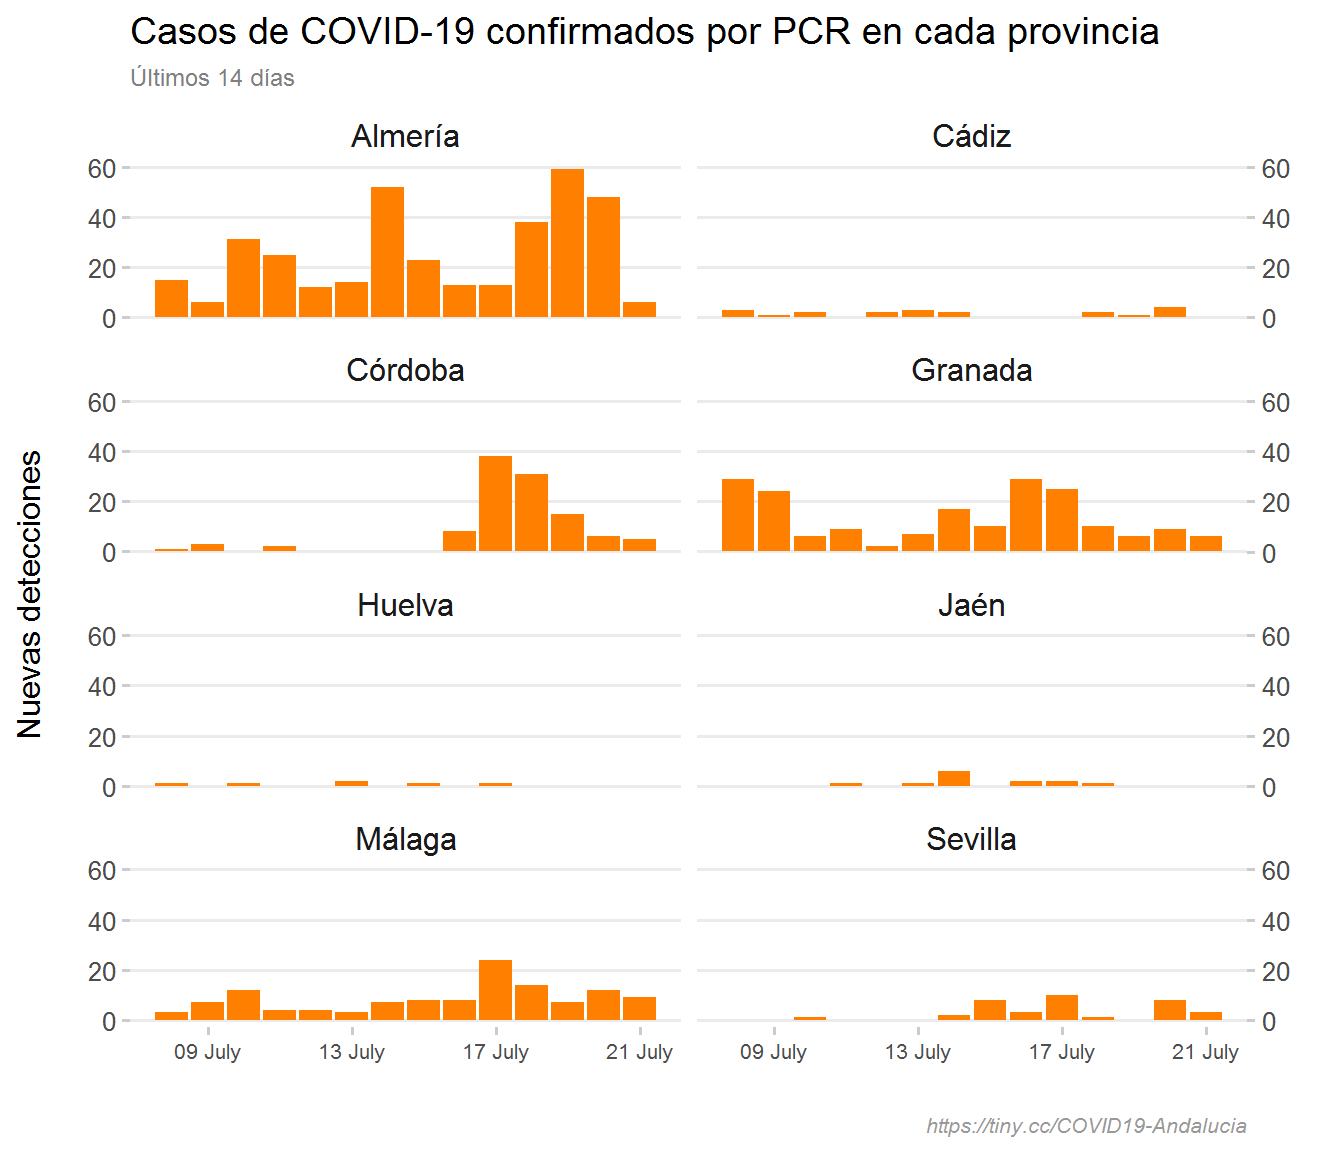 Casos de COVID-19 confirmados por PCR en cada provincia
Últimos 14 días
Almería
Cádiz
60
40
20
0
60
40
20
0
Córdoba
Granada
60
40
20
0
60
40
20
0
Nuevas detecciones
Huelva
Jaén
60
40
20
0
60
40
20
0
Málaga
Sevilla
60
40
20
0
60
40
20
0
09 July 13 July 17 July 21 July
09 July 13 July 17 July 21 July
https://tiny.cc/COVID19-Andalucia